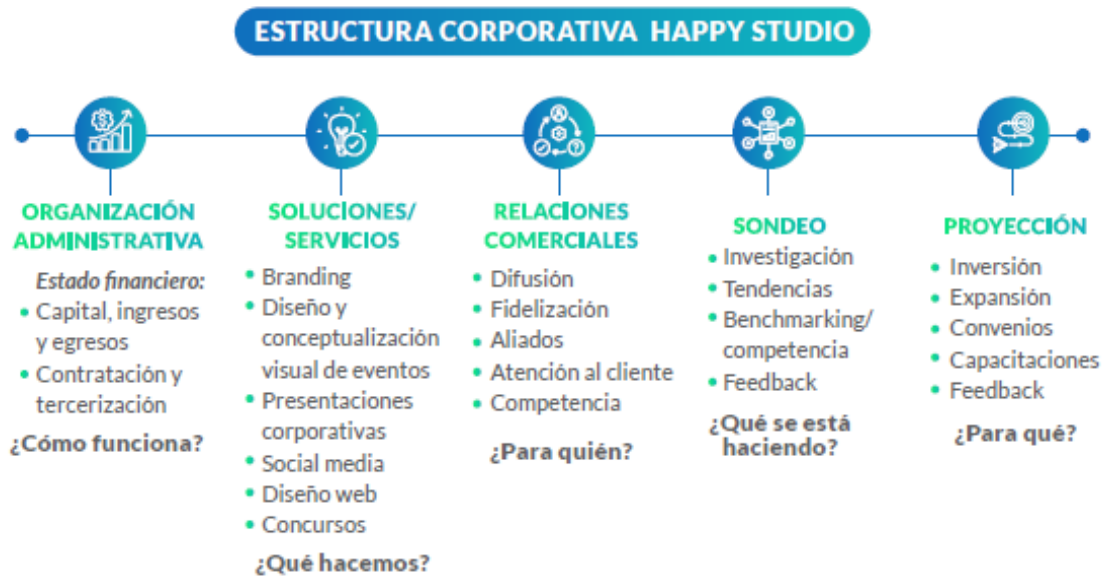 ESTRUCTURA CORPORATIVA HAPPY STUDIO
ORGANIZACIÓN
ADMINISTRATIVA
Estado financiero:
• Capital, ingresos
y egresos
• Contratación y
tercerización
¿Cómo funciona?
SOLUCIONES/
SERVICIOS
• Branding
• Diseño y
conceptualización
visual de eventos
• Presentaciones
corporativas
• Social media
• Diseño web
• Concursos
¿Qué hacemos?
RELACIONES
COMERCIALES
• Difusión
• Fidelización
• Aliados
• Atención al cliente
• Competencia
¿Para quién?
SONDEO
• Investigación
• Tendencias
• Benchmarking/
competencia
• Feedback
¿Qué se está
haciendo?
PROYECCIÓN
• Inversión
• Expansión
• Convenios
• Capacitaciones
• Feedback
¿Para qué?